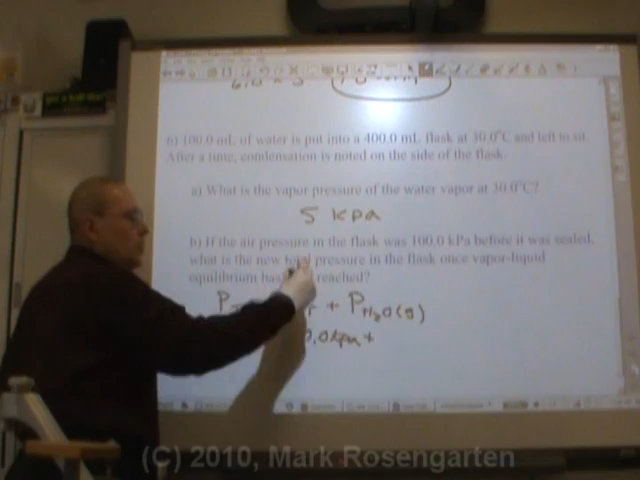 6) 100.0 mL of water is put into a 400.0 mL flask at 30.0°C and left to sit.
After a time, condensation is noted on the side of the flask.
a) What is the vapor pressure of the water vapor at 30.0°C?
5 kPa
b) If the air pressure in the flask was 100.0 kPa before it was sealed,
what is the new total pressure in the flask once vapor-liquid
equilibrium has reached?
P + P H2O(g)
.0 kPa +
(C) 2010, Mark Rosengarten